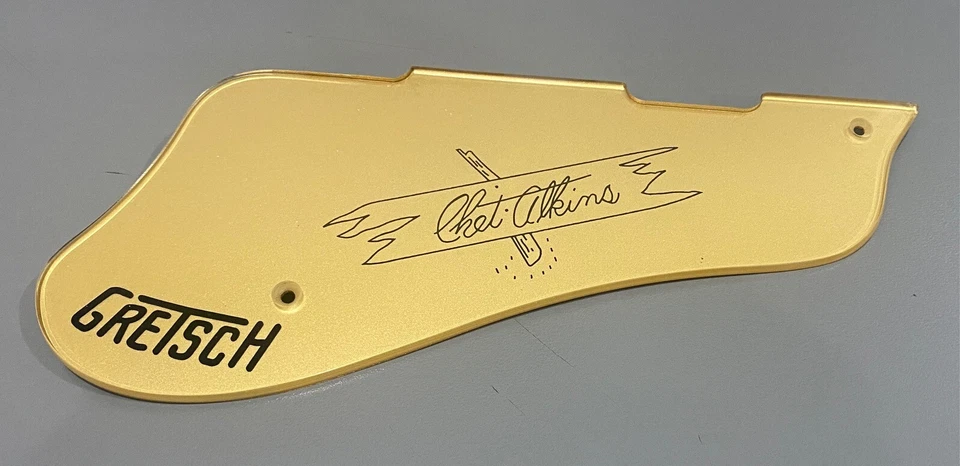 Chet Atkins
GRETSCH